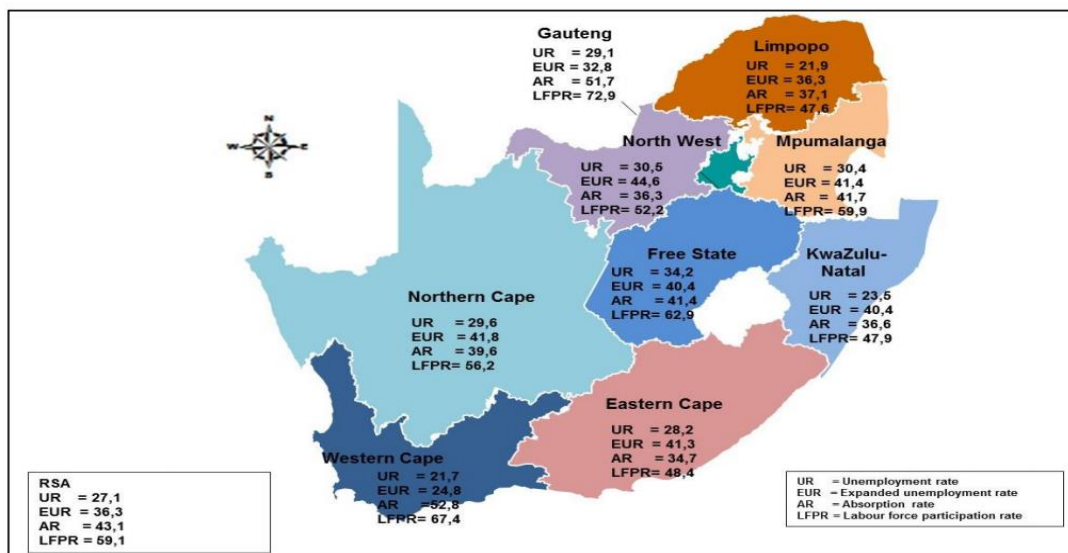 Gauteng
UR = 29,1
EUR = 32,8
AR = 51,7
LFPR= 72,9
Limpopo
UR = 21,9
EUR = 36,3
AR = 37,1
LFPR= 47,6
North West
UR = 30,5
EUR = 44,6
AR = 36,3
LFPR= 52,2
Mpumalanga
UR = 30,4
EUR = 41,4
AR = 41,7
LFPR= 59,9
N
W E
S
Free State
UR = 34,2
EUR = 40,4
AR = 41,4
LFPR= 62,9
KwaZulu-
Natal
UR = 23,5
EUR = 40,4
AR = 36,6
LFPR= 47,9
Northern Cape
UR = 29,6
EUR = 41,8
AR = 39,6
LFPR= 56,2
Eastern Cape
UR = 28,2
EUR = 41,3
AR = 34,7
LFPR= 48,4
Western Cape
UR = 21,7
EUR = 24,8
AR =52,8
LFPR= 67,4
RSA
UR = 27,1
EUR = 36,3
AR = 43,1
LFPR = 59,1
UR = Unemployment rate
EUR = Expanded unemployment rate
AR = Absorption rate
LFPR = Labour force participation rate